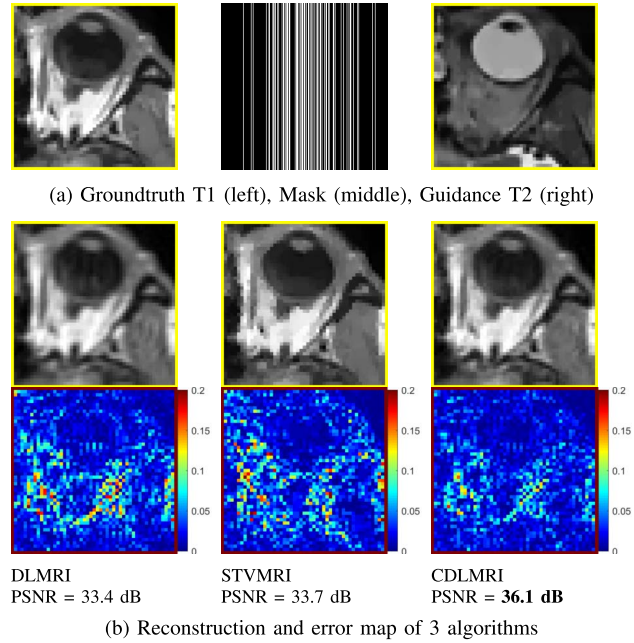 (a) Groundtruth T1 (left), Mask (middle), Guidance T2 (right)
0.2 0.2 0.2
0.15 0.15 0.15
0.1 0.1 0.1
0.05 0.05 0.05
0 0 0
DLMRI STVMRI CDLMRI
PSNR = 33.4 dB PSNR = 33.7 dB PSNR = 36.1 dB
(b) Reconstruction and error map of 3 algorithms